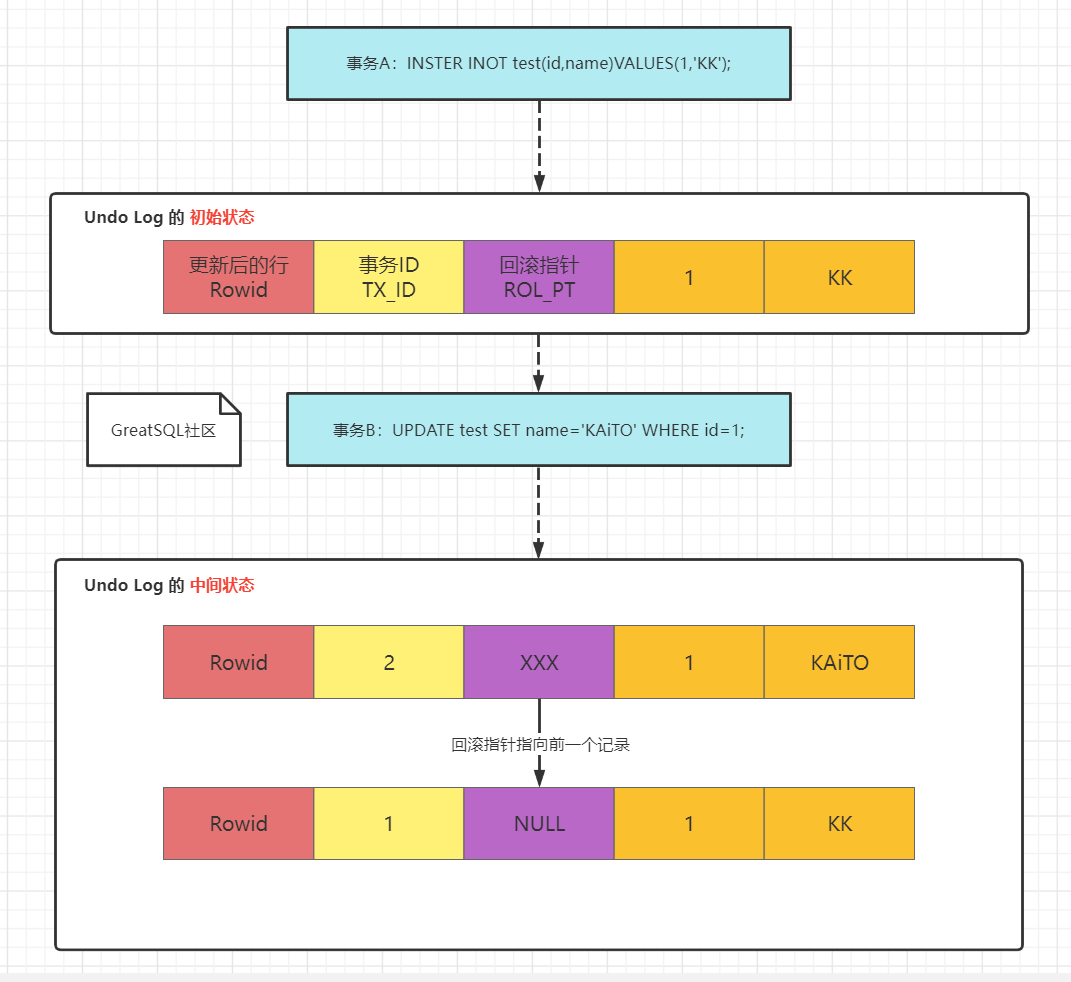 事务A：INSTER INOT test(id,name)VALUES(1,'KK');
Undo Log 的 初始状态
更新后的行
Rowid
事务ID
TX_ID
回滚指针
ROL_PT
1
KK
GreatSQL社区
事务B：UPDATE test SET name='KAiTO' WHERE id=1;
Undo Log 的 中间状态
Rowid
2
XXX
1
KAiTO
回滚指针指向前一个记录
Rowid
1
NULL
1
KK